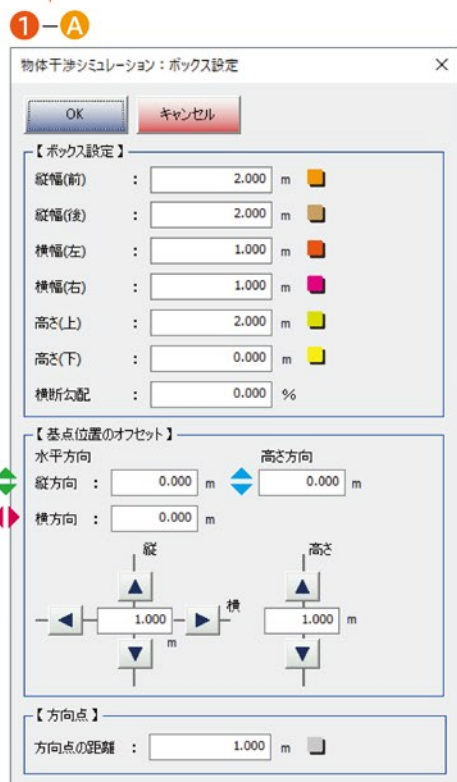 1-A
物体干渉シミュレーション：ボックス設定
OK キャンセル
【ボックス設定】
縦幅(前) : 2.000 m
縦幅(後) : 2.000 m
横幅(左) : 1.000 m
横幅(右) : 1.000 m
高さ(上) : 2.000 m
高さ(下) : 0.000 m
横断勾配 : 0.000 %
【基点位置のオフセット】
水平方向 高さ方向
縦方向 : 0.000 m 0.000 m
横方向 : 0.000 m
縦 高さ
横
1.000 1.000 m
m
【方向点】
方向点の距離 : 1.000 m